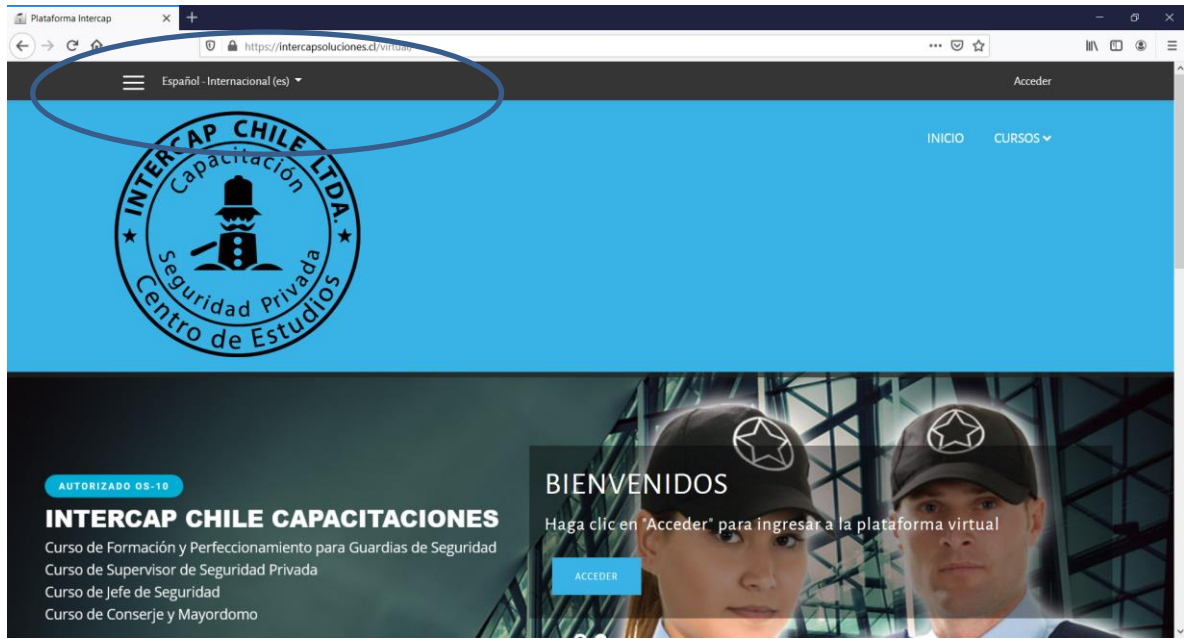 Plataforma Intercap
https://intercapsoluciones.cl/virtual/
Español - Internacional (es)
Acceder
INTERCAP CHILE LTDA.
Capacitación
Seguridad Privada
Centro de Estudios
INICIO
CURSOS
AUTORIZADO OS-10
INTERCAP CHILE CAPACITACIONES
Curso de Formación y Perfeccionamiento para Guardias de Seguridad
Curso de Supervisor de Seguridad Privada
Curso de Jefe de Seguridad
Curso de Conserje y Mayordomo
BIENVENIDOS
Haga clic en "Acceder" para ingresar a la plataforma virtual
ACCEDER